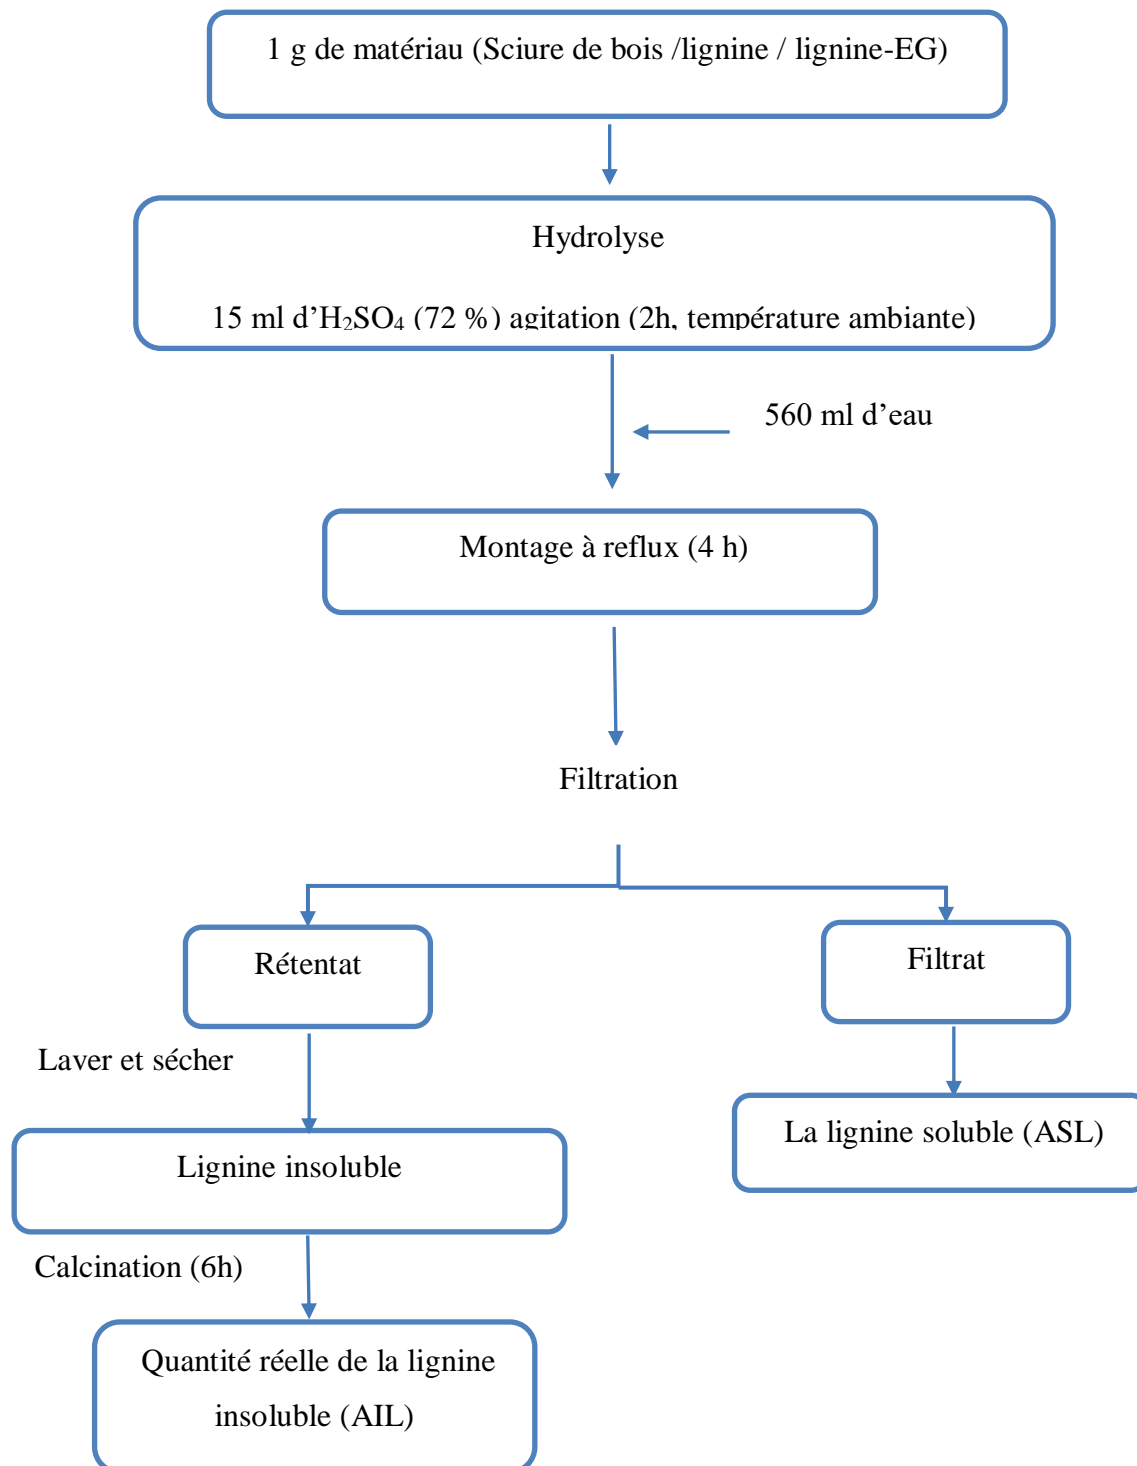 1 g de matériau (Sciure de bois /lignine / lignine-EG)
Hydrolyse
15 ml d’H₂SO₄ (72 %) agitation (2h, température ambiante)
560 ml d’eau
Montage à reflux (4 h)
Filtration
Rétentat
Filtrat
Laver et sécher
La lignine soluble (ASL)
Lignine insoluble
Calcination (6h)
Quantité réelle de la lignine
insoluble (AIL)